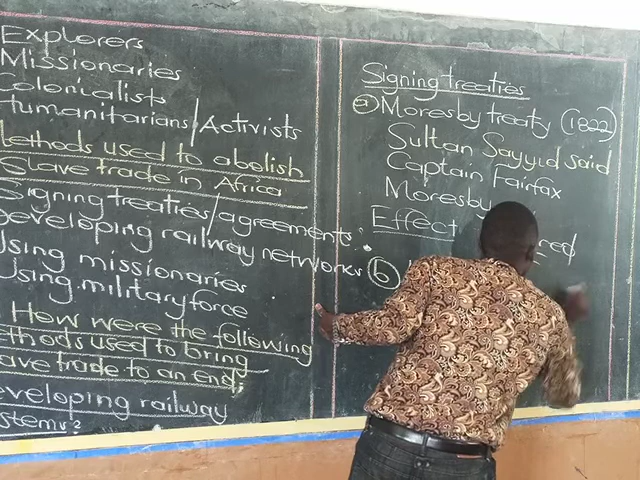 Explorers
Missionaries
Colonialists
Humanitarians/Activists
Methods used to abolish
Slave trade in Africa
Signing treaties/agreements.
Developing railway networks
Using missionaries
Using military force
How were the following
methods used to bring
slave trade to an end;
Developing railway
systems?
Signing treaties
a Moresby treaty (1822)
Sultan Sayyid said
Captain Fairfax
Moresby
Effect
b